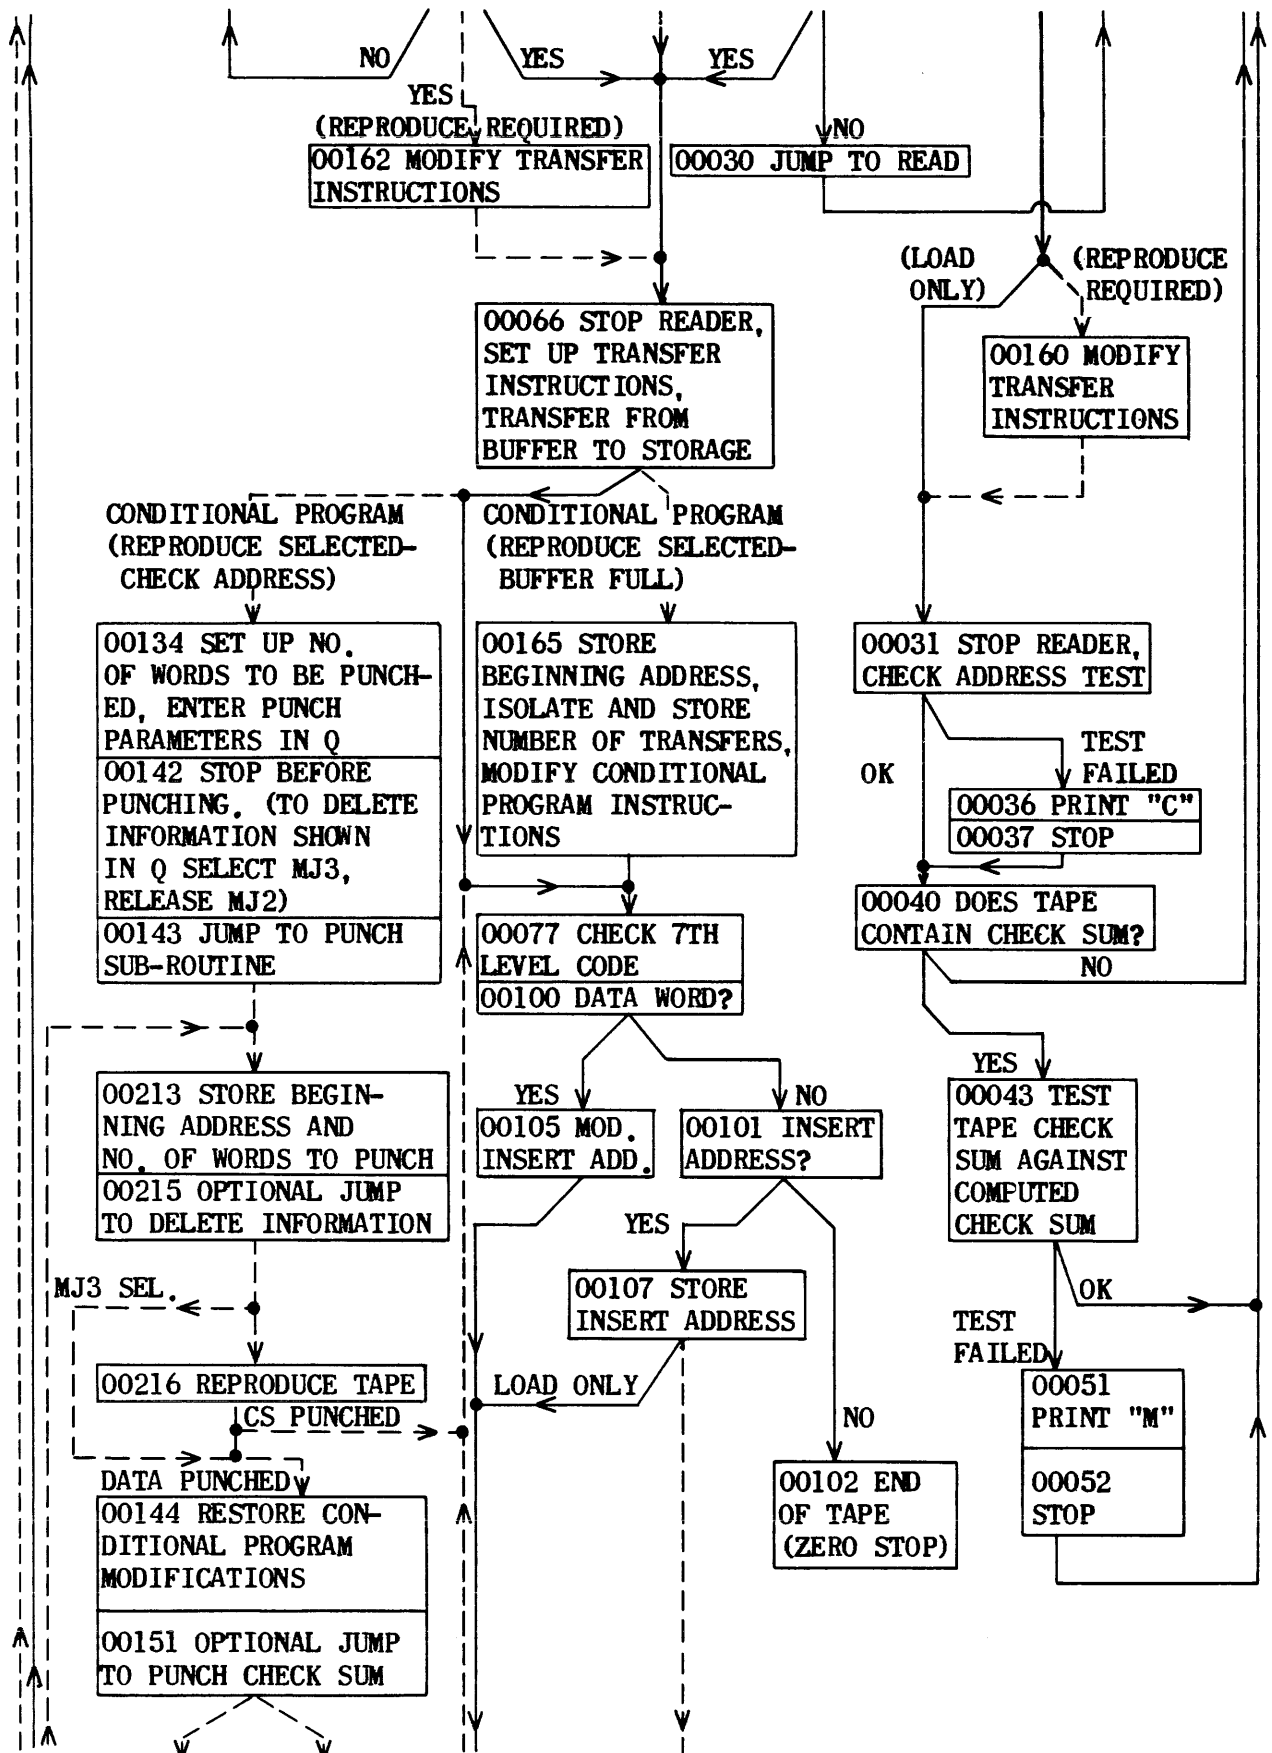 NO
YES
YES
YES
(REPRODUCE REQUIRED)
NO
00162 MODIFY TRANSFER
INSTRUCTIONS
00030 JUMP TO READ
(LOAD
ONLY)
(REPRODUCE
REQUIRED)
00066 STOP READER,
SET UP TRANSFER
INSTRUCTIONS,
TRANSFER FROM
BUFFER TO STORAGE
00160 MODIFY
TRANSFER
INSTRUCTIONS
CONDITIONAL PROGRAM
(REPRODUCE SELECTED-
CHECK ADDRESS)
CONDITIONAL PROGRAM
(REPRODUCE SELECTED-
BUFFER FULL)
00134 SET UP NO.
OF WORDS TO BE PUNCH-
ED, ENTER PUNCH
PARAMETERS IN Q
00142 STOP BEFORE
PUNCHING. (TO DELETE
INFORMATION SHOWN
IN Q SELECT MJ3,
RELEASE MJ2)
00143 JUMP TO PUNCH
SUB-ROUTINE
00165 STORE
BEGINNING ADDRESS,
ISOLATE AND STORE
NUMBER OF TRANSFERS,
MODIFY CONDITIONAL
PROGRAM INSTRUC-
TIONS
00031 STOP READER,
CHECK ADDRESS TEST
OK
TEST
FAILED
00036 PRINT "C"
00037 STOP
00040 DOES TAPE
CONTAIN CHECK SUM?
NO
00077 CHECK 7TH
LEVEL CODE
00100 DATA WORD?
YES
NO
YES
00213 STORE BEGIN-
NING ADDRESS AND
NO. OF WORDS TO PUNCH
00215 OPTIONAL JUMP
TO DELETE INFORMATION
00105 MOD.
INSERT ADD.
00101 INSERT
ADDRESS?
00043 TEST
TAPE CHECK
SUM AGAINST
COMPUTED
CHECK SUM
YES
MJ3 SEL.
00107 STORE
INSERT ADDRESS
OK
TEST
FAILED
00216 REPRODUCE TAPE
LOAD ONLY
00051
PRINT "M"
00052
STOP
CS PUNCHED
NO
DATA PUNCHED
00144 RESTORE CON-
DITIONAL PROGRAM
MODIFICATIONS
00151 OPTIONAL JUMP
TO PUNCH CHECK SUM
00102 END
OF TAPE
(ZERO STOP)